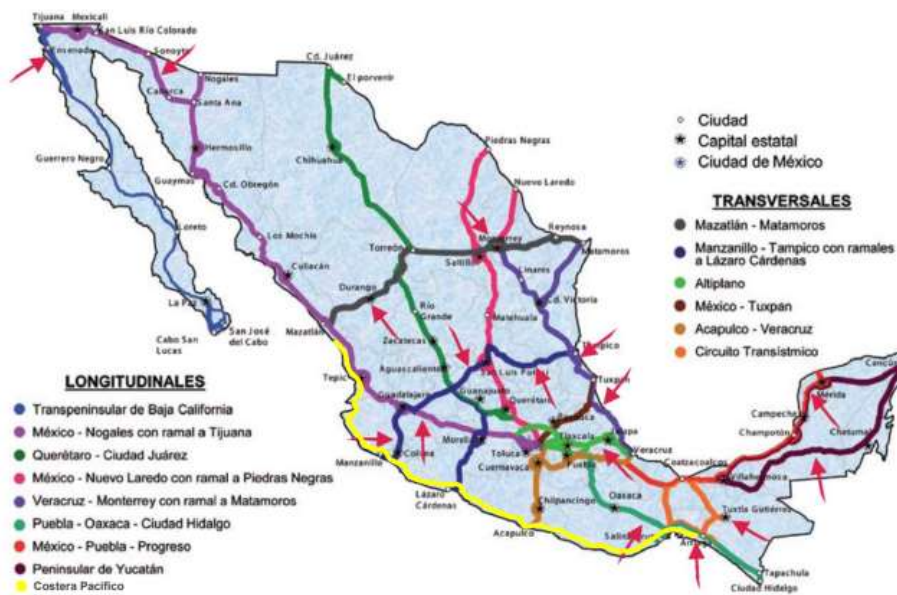 Tijuana Mexicali
San Luis Río Colorado
Ensenada
Sonoyta
Nogales
Caborca
Santa Ana
Hermosillo
Guerrero Negro
Guaymas
Cd. Obregón
Loreto
Los Mochis
Culiacán
La Paz
Cabo San
Lucas
San José
del Cabo
Cd. Juárez
El porvenir
Chihuahua
Piedras Negras
Nuevo Laredo
Torreón
Monterrey
Saltillo
Reynosa
Matamoros
Linares
Durango
Cd. Victoria
Mazatlán
Río
Grande
Matehuala
Zacatecas
Tampico
Aguascalientes
San Luis Potosí
Tuxpan
Tepic
Guadalajara
Guanajuato
Querétaro
Pachuca
Manzanillo
Colima
Morelia
Toluca
Tlaxcala
Xalapa
Veracruz
Cuernavaca
Puebla
Lázaro
Cárdenas
Chilpancingo
Acapulco
Oaxaca
Salina Cruz
Arriaga
Coatzacoalcos
Villahermosa
Tuxtla Gutiérrez
Tapachula
Ciudad Hidalgo
Campeche
Champotón
Mérida
Cancún
Chetumal
Ciudad
Capital estatal
Ciudad de México
TRANSVERSALES
Mazatlán - Matamoros
Manzanillo - Tampico con ramales
a Lázaro Cárdenas
Altiplano
México - Tuxpan
Acapulco - Veracruz
Circuito Transístmico
LONGITUDINALES
Transpeninsular de Baja California
México - Nogales con ramal a Tijuana
Querétaro - Ciudad Juárez
México - Nuevo Laredo con ramal a Piedras Negras
Veracruz - Monterrey con ramal a Matamoros
Puebla - Oaxaca - Ciudad Hidalgo
México - Puebla - Progreso
Peninsular de Yucatán
Costera Pacífico